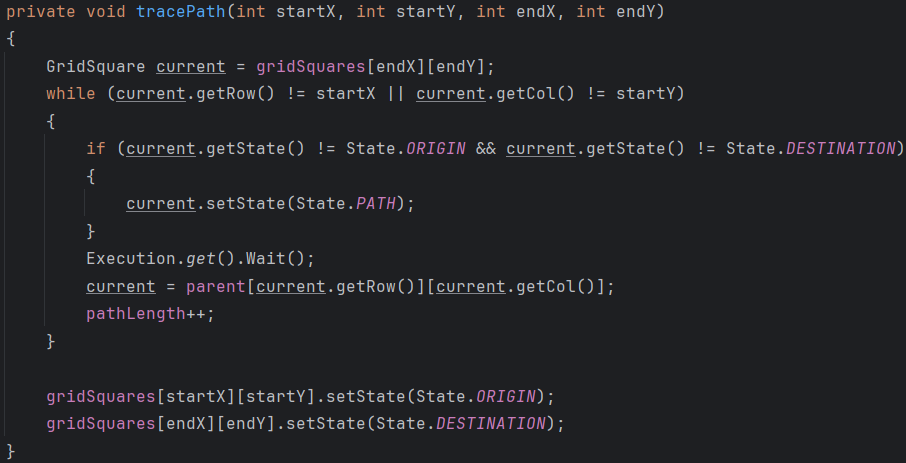 private void tracePath(int startX, int startY, int endX, int endY)
{
    GridSquare current = gridSquares[endX][endY];
    while (current.getRow() != startX || current.getCol() != startY)
    {
        if (current.getState() != State.ORIGIN && current.getState() != State.DESTINATION)
        {
            current.setState(State.PATH);
        }
        Execution.get().Wait();
        current = parent[current.getRow()][current.getCol()];
        pathLength++;
    }

    gridSquares[startX][startY].setState(State.ORIGIN);
    gridSquares[endX][endY].setState(State.DESTINATION);
}